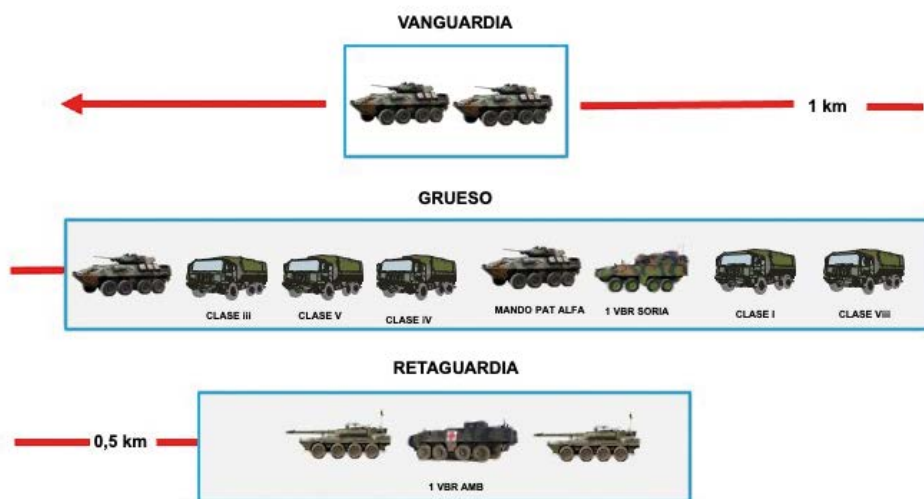 VANGUARDIA
1 km
GRUESO
CLASE iii
CLASE V
CLASE iV
MANDO PAT ALFA
1 VBR SORIA
CLASE I
CLASE Viii
RETAGUARDIA
0,5 km
1 VBR AMB